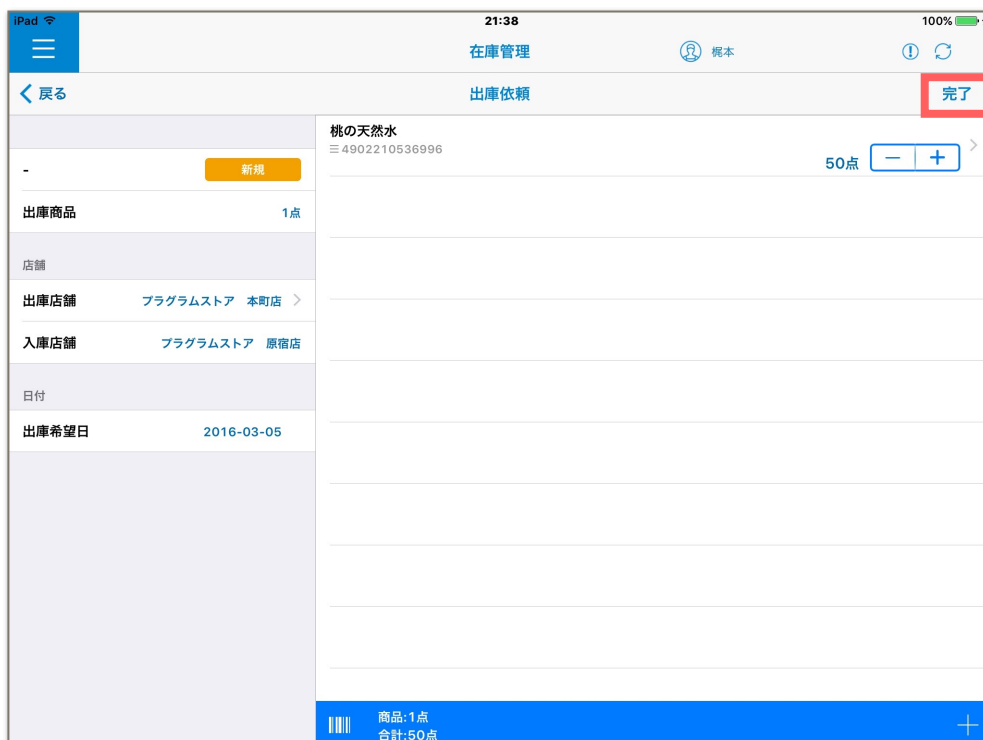 iPad 21:38 100%
在庫管理 梶本
戻る 出庫依頼 完了
桃の天然水
4902210536996
50点
- 新規
出庫商品 1点
店舗
出庫店舗 プラグラムストア 本町店
入庫店舗 プラグラムストア 原宿店
日付
出庫希望日 2016-03-05
商品:1点
合計:50点